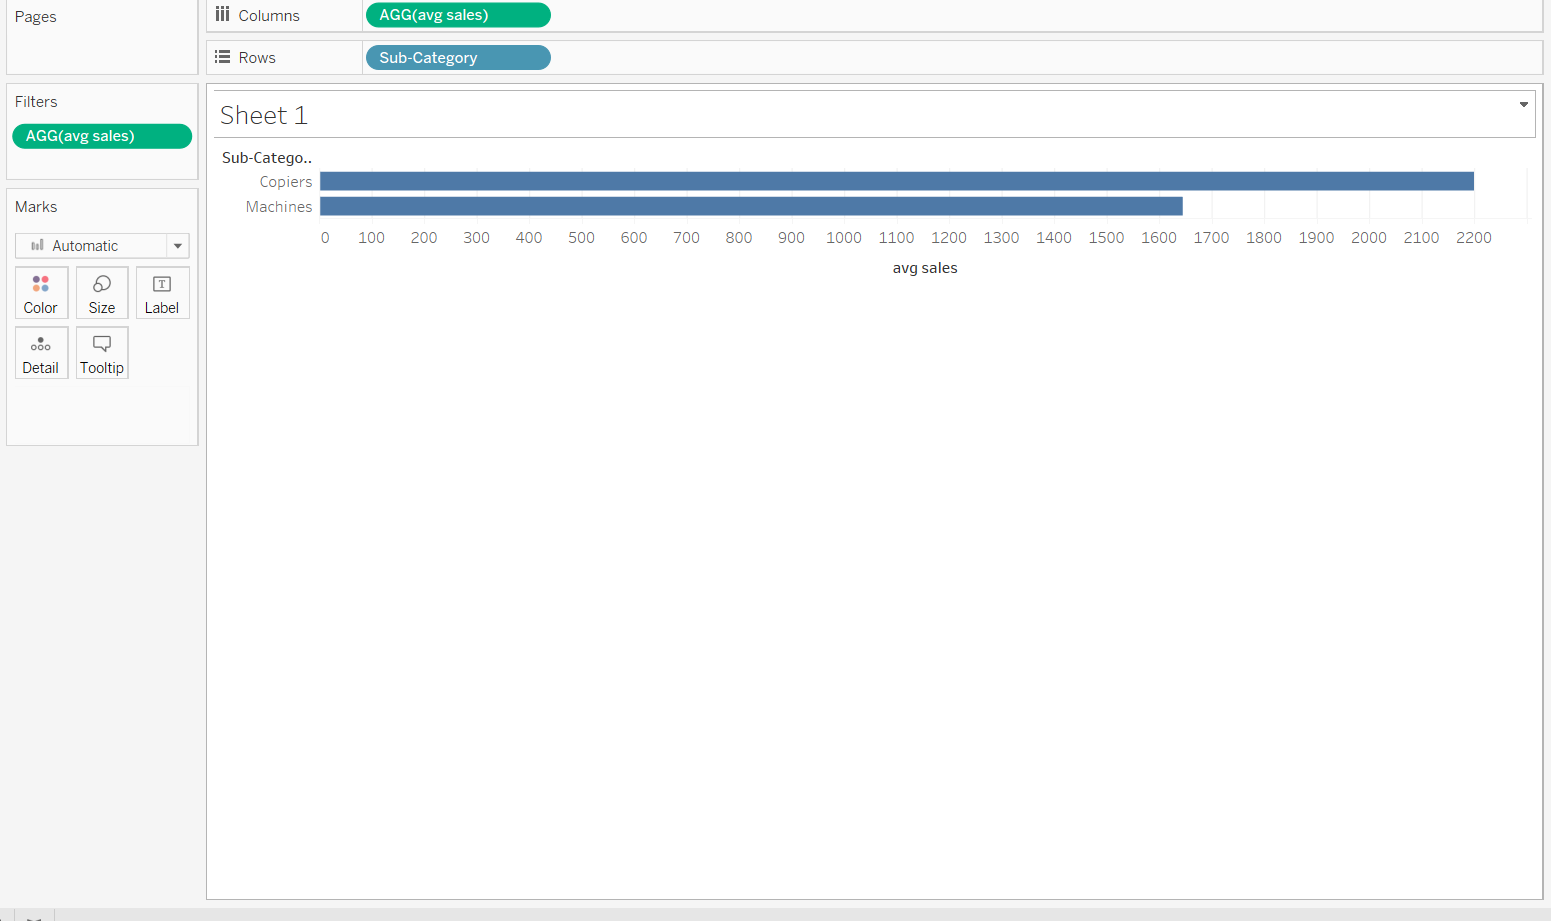 Pages
Columns
AGG(avg sales)
Rows
Sub-Category
Filters
AGG(avg sales)
Marks
Automatic
Color
Size
T
Label
Detail
Tooltip
Sheet 1
Sub-Catego..
Copiers
Machines
0 100 200 300 400 500 600 700 800 900 1000 1100 1200 1300 1400 1500 1600 1700 1800 1900 2000 2100 2200
avg sales